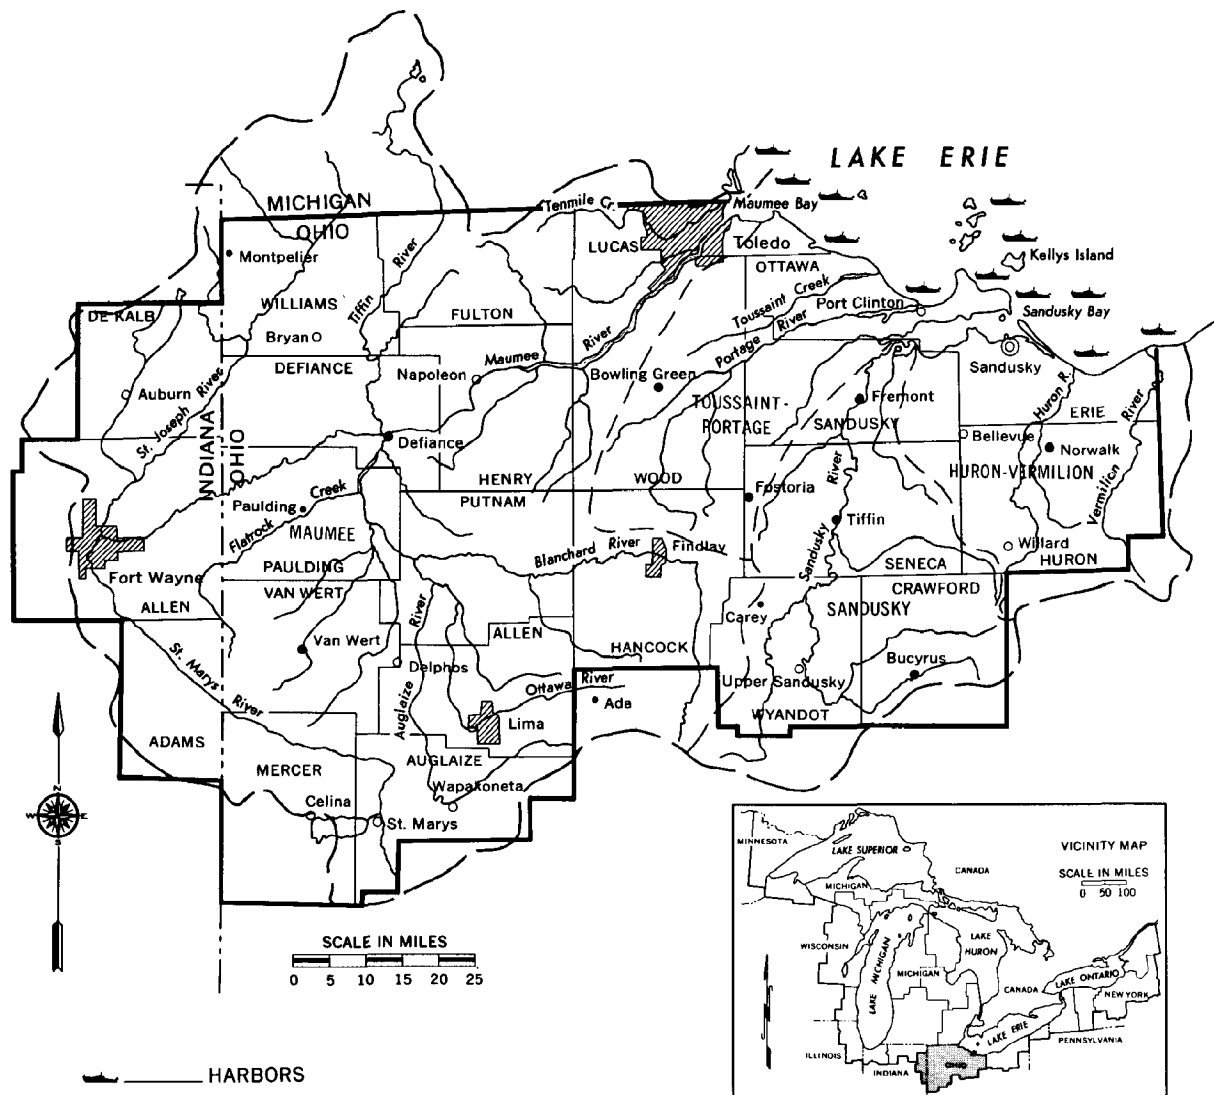 LAKE ERIE
MICHIGAN
OHIO
Tenmile Cr.
Maumee Bay
LUCAS
Toledo
Montpelier
River
OTTAWA
Kellys Island
WILLIAMS
Tiffin
FULTON
Toussaint Creek
Port Clinton
DE KALB
Sandusky Bay
Bryan
Maumee
River
Portage
River
DEFIANCE
Napoleon
Bowling Green
Sandusky
Auburn
St. Joseph River
TOUSSAINT-
PORTAGE
Fremont
SANDUSKY
Huron R.
ERIE
River
INDIANA
OHIO
Defiance
Bellevue
Norwalk
HENRY
WOOD
HURON-VERMILION
PUTNAM
Fostoria
River
Vermilion
Paulding
Flatrock Creek
MAUMEE
Tiffin
Blanchard River
Findlay
Sandusky
Willard
HURON
Fort Wayne
PAULDING
SENECA
VAN WERT
CRAWFORD
ALLEN
River
Carey
SANDUSKY
Van Wert
ALLEN
HANCOCK
St. Marys River
Delphos
Bucyrus
Ottawa River
Upper Sandusky
Auglaize
Ada
Lima
WYANDOT
ADAMS
MERCER
AUGLAIZE
Wapakoneta
Celina
St. Marys
N
W
E
S
SCALE IN MILES
0 5 10 15 20 25
HARBORS
VICINITY MAP
SCALE IN MILES
0 50 100
MINNESOTA
LAKE SUPERIOR
CANADA
MICHIGAN
WISCONSIN
LAKE MICHIGAN
LAKE
HURON
MICHIGAN
CANADA
LAKE ONTARIO
NEW YORK
LAKE ERIE
PENNSYLVANIA
ILLINOIS
INDIANA
OHIO